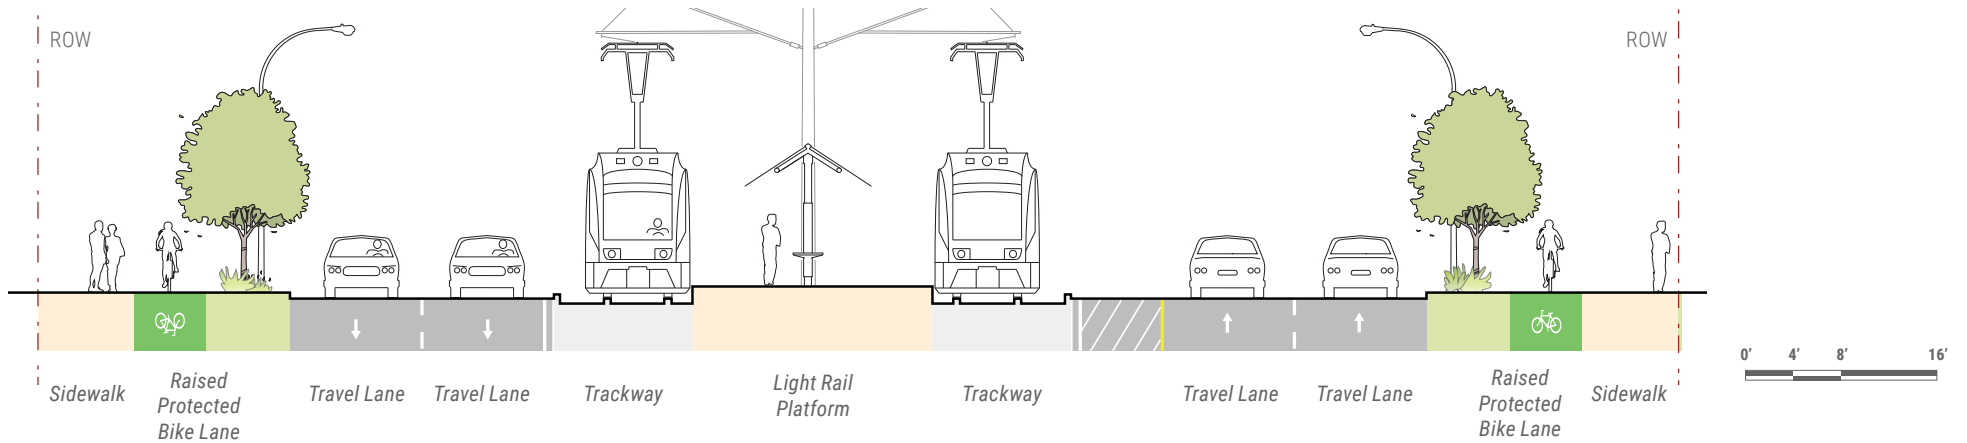 ROW
ROW
Sidewalk
Raised
Protected
Bike Lane
Travel Lane
Travel Lane
Trackway
Light Rail
Platform
Trackway
Travel Lane
Travel Lane
Raised
Protected
Bike Lane
Sidewalk
0’ 4’ 8’ 16’